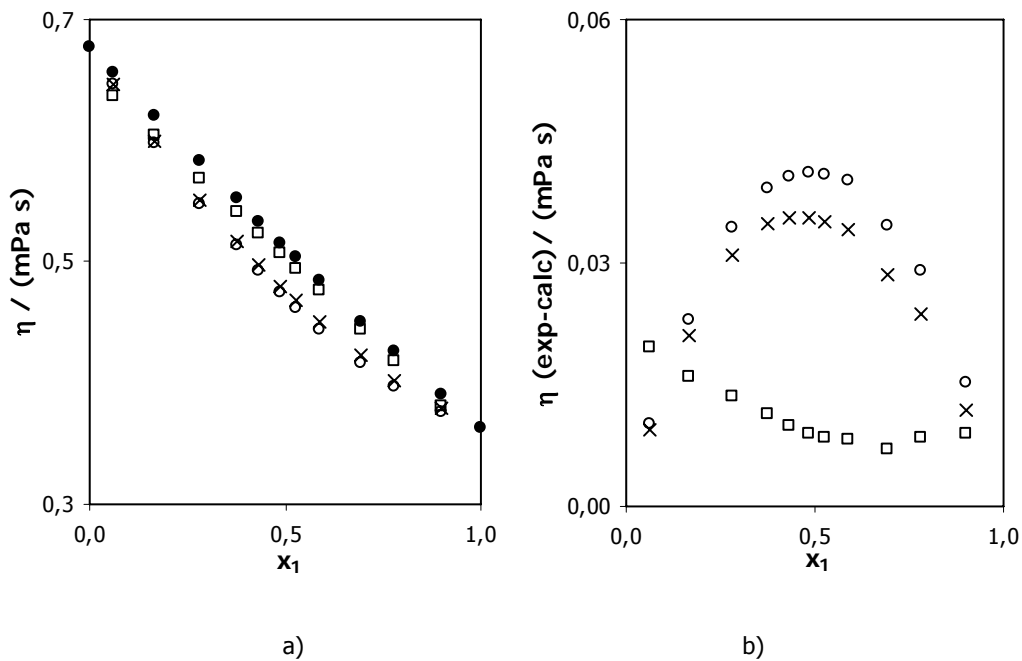 0,7
0,5
0,3
η / (mPa s)
0,0
0,5
1,0
x₁
a)
0,06
0,03
0,00
η (exp-calc)/ (mPa s)
0,0
0,5
1,0
x₁
b)